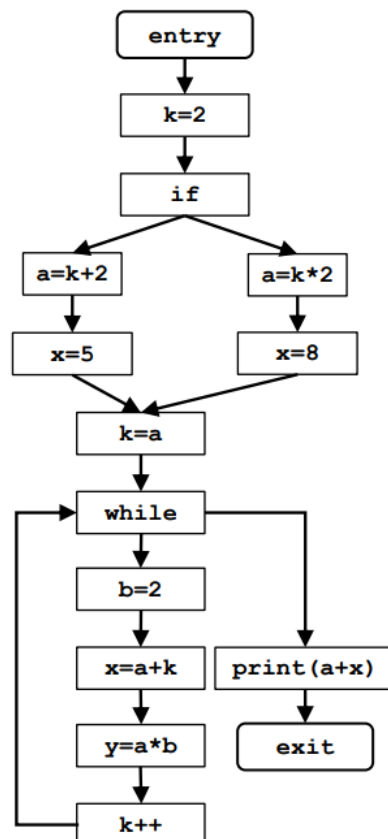 entry
k=2
if
a=k+2
a=k*2
x=5
x=8
k=a
while
b=2
x=a+k
print(a+x)
y=a*b
exit
k++